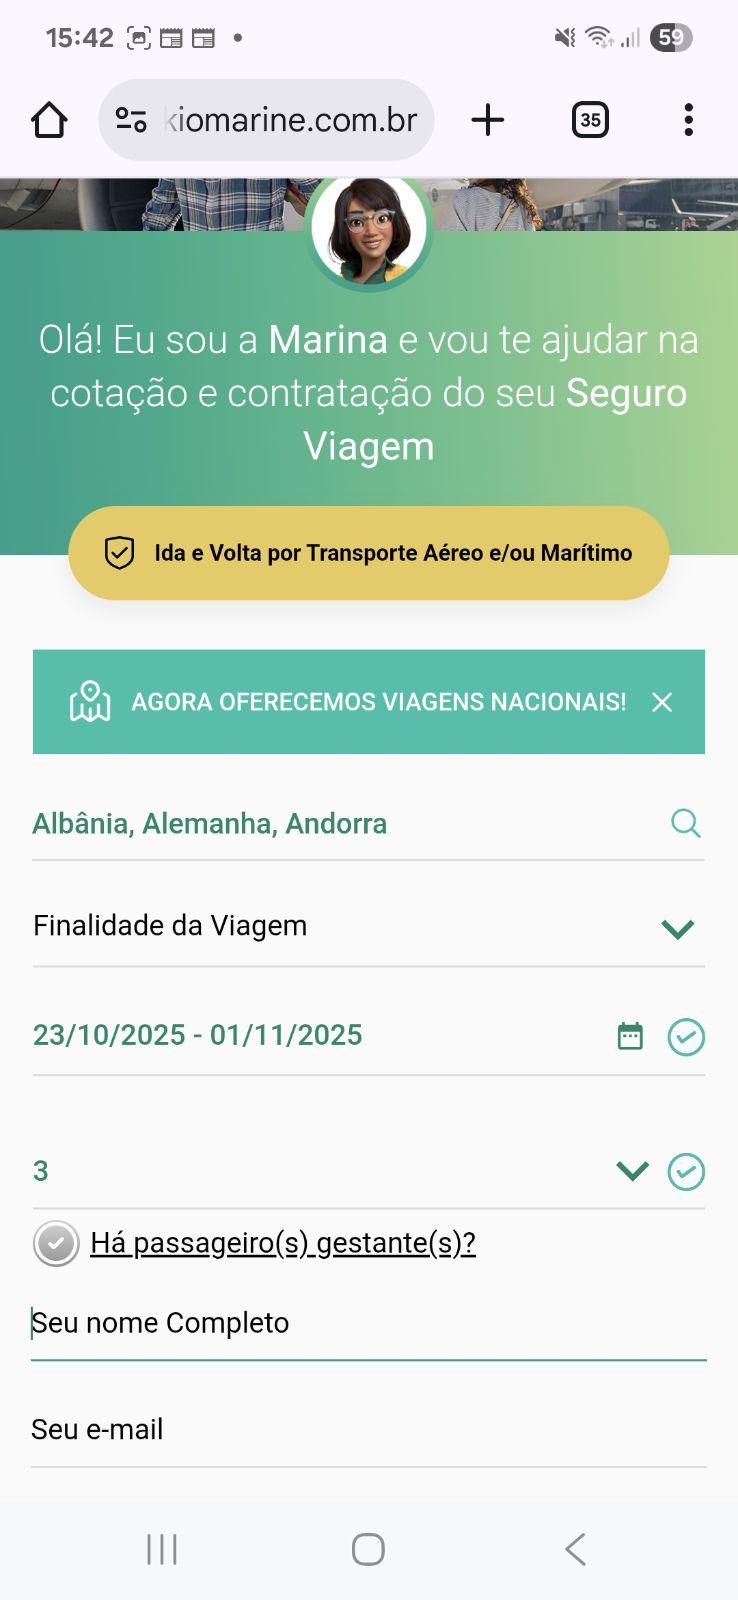 15:42
59
kiomarine.com.br
35
Olá! Eu sou a Marina e vou te ajudar na
cotação e contratação do seu Seguro
Viagem
Ida e Volta por Transporte Aéreo e/ou Marítimo
AGORA OFERECEMOS VIAGENS NACIONAIS!
Albânia, Alemanha, Andorra
Finalidade da Viagem
23/10/2025 - 01/11/2025
3
Há passageiro(s) gestante(s)?
Seu nome Completo
Seu e-mail